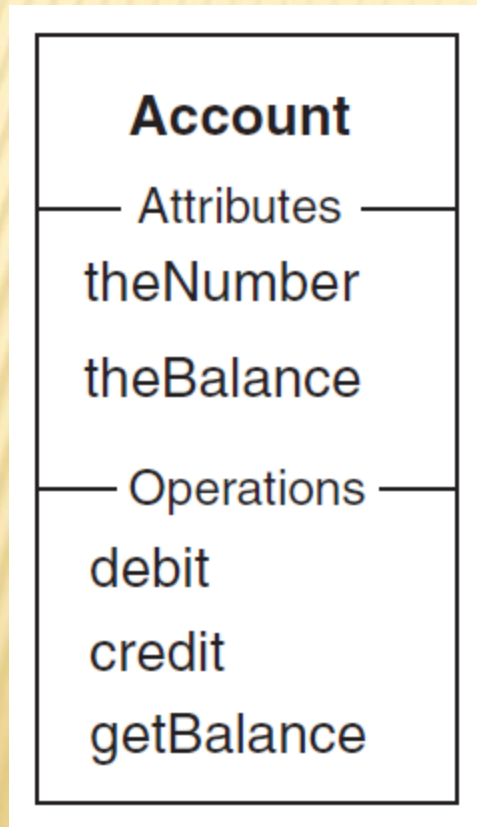 Account
Attributes
theNumber
theBalance
Operations
debit
credit
getBalance